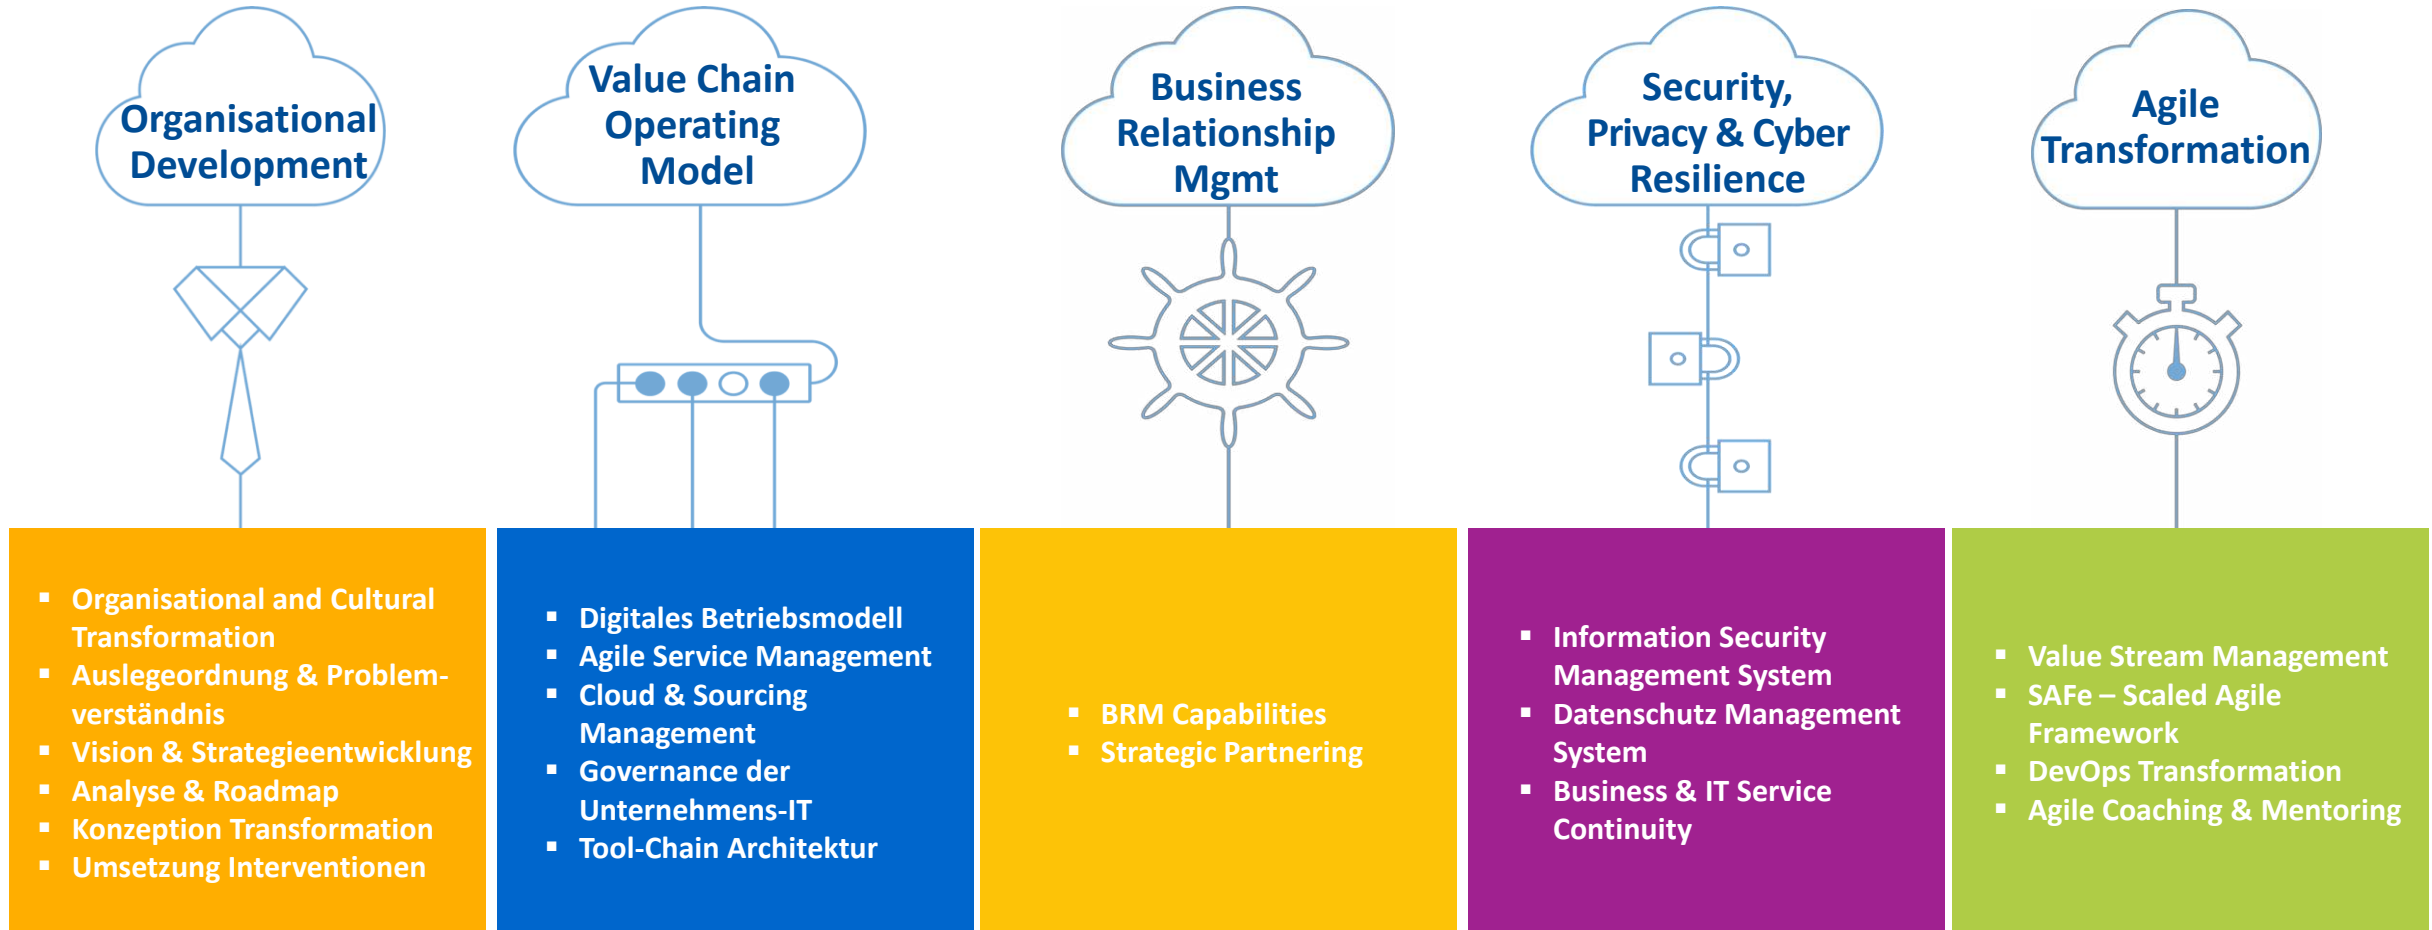 Organisational
Development
Value Chain
Operating
Model
Business
Relationship
Mgmt
Security,
Privacy & Cyber
Resilience
Agile
Transformation
▪ Organisational and Cultural
Transformation
▪ Auslegeordnung & Problem-
verständnis
▪ Vision & Strategieentwicklung
▪ Analyse & Roadmap
▪ Konzeption Transformation
▪ Umsetzung Interventionen
▪ Digitales Betriebsmodell
▪ Agile Service Management
▪ Cloud & Sourcing
Management
▪ Governance der
Unternehmens-IT
▪ Tool-Chain Architektur
▪ BRM Capabilities
▪ Strategic Partnering
▪ Information Security
Management System
▪ Datenschutz Management
System
▪ Business & IT Service
Continuity
▪ Value Stream Management
▪ SAFe – Scaled Agile
Framework
▪ DevOps Transformation
▪ Agile Coaching & Mentoring